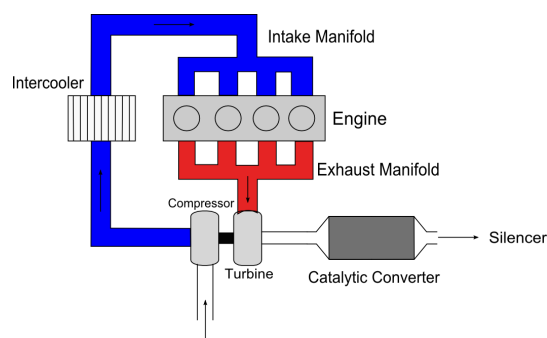 Intake Manifold
Intercooler
Engine
Exhaust Manifold
Compressor
Silencer
Turbine
Catalytic Converter